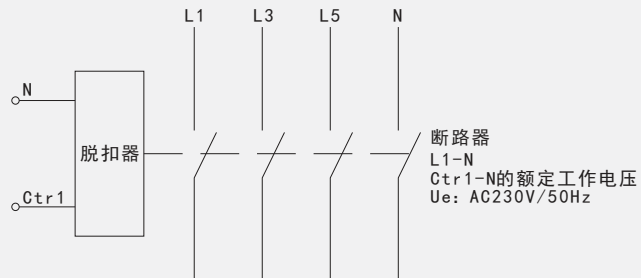 L1 L3 L5 N
N
脱扣器
Ctr1
断路器
L1-N
Ctr1-N的额定工作电压
Ue: AC230V/50Hz